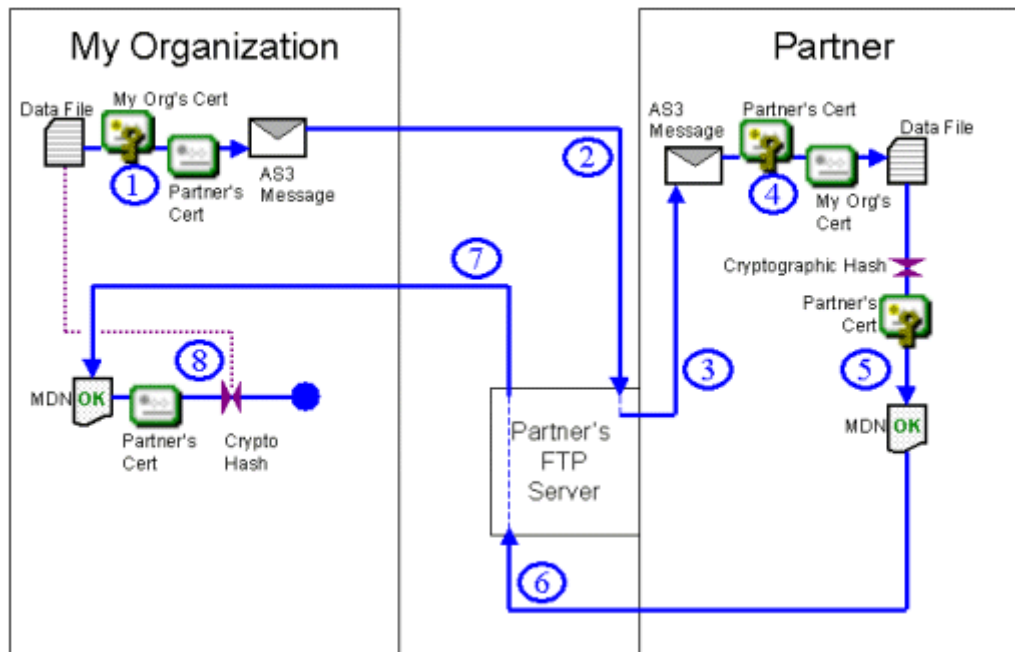 My Organization
Data File
My Org's Cert
1
Partner's
Cert
AS3
Message
2
7
MDN
OK
8
Partner's
Cert
Crypto
Hash
Partner's
FTP
Server
6
3
Partner
AS3
Message
Partner's Cert
4
My Org's
Cert
Data File
Cryptographic Hash
Partner's
Cert
5
MDN
OK